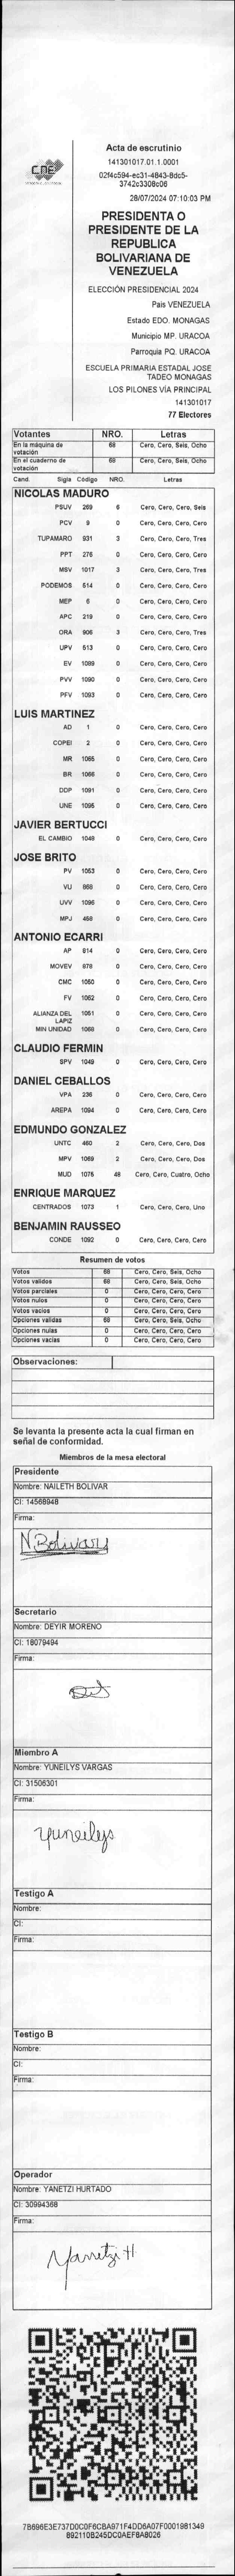 CNE
Acta de escrutinio
141301017.01.1.0001
02f4c594-ec31-4843-8dc5-
3742c3308c06
28/07/2024 07:10:03 PM
PRESIDENTA O
PRESIDENTE DE LA
REPUBLICA
BOLIVARIANA DE
VENEZUELA
ELECCIÓN PRESIDENCIAL 2024
Pais VENEZUELA
Estado EDO. MONAGAS
Municipio MP. URACOA
Parroquia PQ. URACOA
ESCUELA PRIMARIA ESTADAL JOSE
TADEO MONAGAS
LOS PILONES VÍA PRINCIPAL
141301017
77 Electores
Votantes NRO. Letras
En la máquina de votación 68 Cero, Cero, Seis, Ocho
En el cuaderno de votación 68 Cero, Cero, Seis, Ocho
Cand. Sigla Código NRO. Letras
NICOLAS MADURO
PSUV 269 6 Cero, Cero, Cero, Seis
PCV 9 0 Cero, Cero, Cero, Cero
TUPAMARO 931 3 Cero, Cero, Cero, Tres
PPT 276 0 Cero, Cero, Cero, Cero
MSV 1017 3 Cero, Cero, Cero, Tres
PODEMOS 514 0 Cero, Cero, Cero, Cero
MEP 6 0 Cero, Cero, Cero, Cero
APC 219 0 Cero, Cero, Cero, Cero
ORA 906 3 Cero, Cero, Cero, Tres
UPV 513 0 Cero, Cero, Cero, Cero
EV 1089 0 Cero, Cero, Cero, Cero
PVV 1090 0 Cero, Cero, Cero, Cero
PFV 1093 0 Cero, Cero, Cero, Cero
LUIS MARTINEZ
AD 1 0 Cero, Cero, Cero, Cero
COPEI 2 0 Cero, Cero, Cero, Cero
MR 1065 0 Cero, Cero, Cero, Cero
BR 1066 0 Cero, Cero, Cero, Cero
DDP 1091 0 Cero, Cero, Cero, Cero
UNE 1095 0 Cero, Cero, Cero, Cero
JAVIER BERTUCCI
EL CAMBIO 1048 0 Cero, Cero, Cero, Cero
JOSE BRITO
PV 1053 0 Cero, Cero, Cero, Cero
VU 868 0 Cero, Cero, Cero, Cero
UVV 1096 0 Cero, Cero, Cero, Cero
MPJ 458 0 Cero, Cero, Cero, Cero
ANTONIO ECARRI
AP 814 0 Cero, Cero, Cero, Cero
MOVEV 978 0 Cero, Cero, Cero, Cero
CMC 1050 0 Cero, Cero, Cero, Cero
FV 1062 0 Cero, Cero, Cero, Cero
ALIANZA DEL LAPIZ 1051 0 Cero, Cero, Cero, Cero
MIN UNIDAD 1068 0 Cero, Cero, Cero, Cero
CLAUDIO FERMIN
SPV 1049 0 Cero, Cero, Cero, Cero
DANIEL CEBALLOS
VPA 236 0 Cero, Cero, Cero, Cero
AREPA 1094 0 Cero, Cero, Cero, Cero
EDMUNDO GONZALEZ
UNTC 460 2 Cero, Cero, Cero, Dos
MPV 1069 2 Cero, Cero, Cero, Dos
MUD 1075 48 Cero, Cero, Cuatro, Ocho
ENRIQUE MARQUEZ
CENTRADOS 1073 1 Cero, Cero, Cero, Uno
BENJAMIN RAUSSEO
CONDE 1092 0 Cero, Cero, Cero, Cero
Resumen de votos
Votos 68 Cero, Cero, Seis, Ocho
Votos validos 68 Cero, Cero, Seis, Ocho
Votos parciales 0 Cero, Cero, Cero, Cero
Votos nulos 0 Cero, Cero, Cero, Cero
Votos vacios 0 Cero, Cero, Cero, Cero
Opciones validas 68 Cero, Cero, Seis, Ocho
Opciones nulas 0 Cero, Cero, Cero, Cero
Opciones vacías 0 Cero, Cero, Cero, Cero
Observaciones:
Se levanta la presente acta la cual firman en
señal de conformidad.
Miembros de la mesa electoral
Presidente
Nombre: NAILETH BOLIVAR
CI: 14568948
Firma:
N.Bolivar
Secretario
Nombre: DEYIR MORENO
CI: 18079494
Firma:
Miembro A
Nombre: YUNEILYS VARGAS
CI: 31506301
Firma:
Yuneilys
Testigo A
Nombre:
CI:
Firma:
Testigo B
Nombre:
CI:
Firma:
Operador
Nombre: YANETZI HURTADO
CI: 30994368
Firma:
Yanetzi H
7B696E3E737D0C0F6CBA971F4DD6A07F0001981349
892110B245DC0AEF8A8026